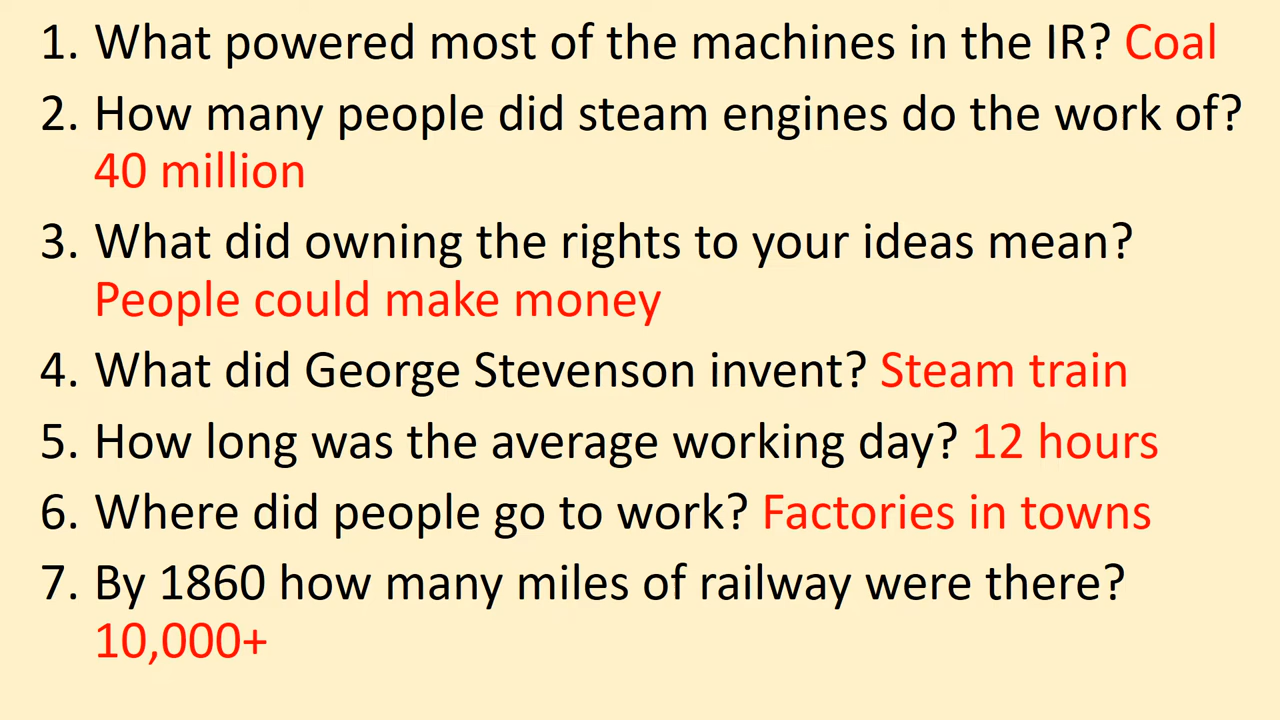 1. What powered most of the machines in the IR? Coal
2. How many people did steam engines do the work of?
40 million
3. What did owning the rights to your ideas mean?
People could make money
4. What did George Stevenson invent? Steam train
5. How long was the average working day? 12 hours
6. Where did people go to work? Factories in towns
7. By 1860 how many miles of railway were there?
10,000+